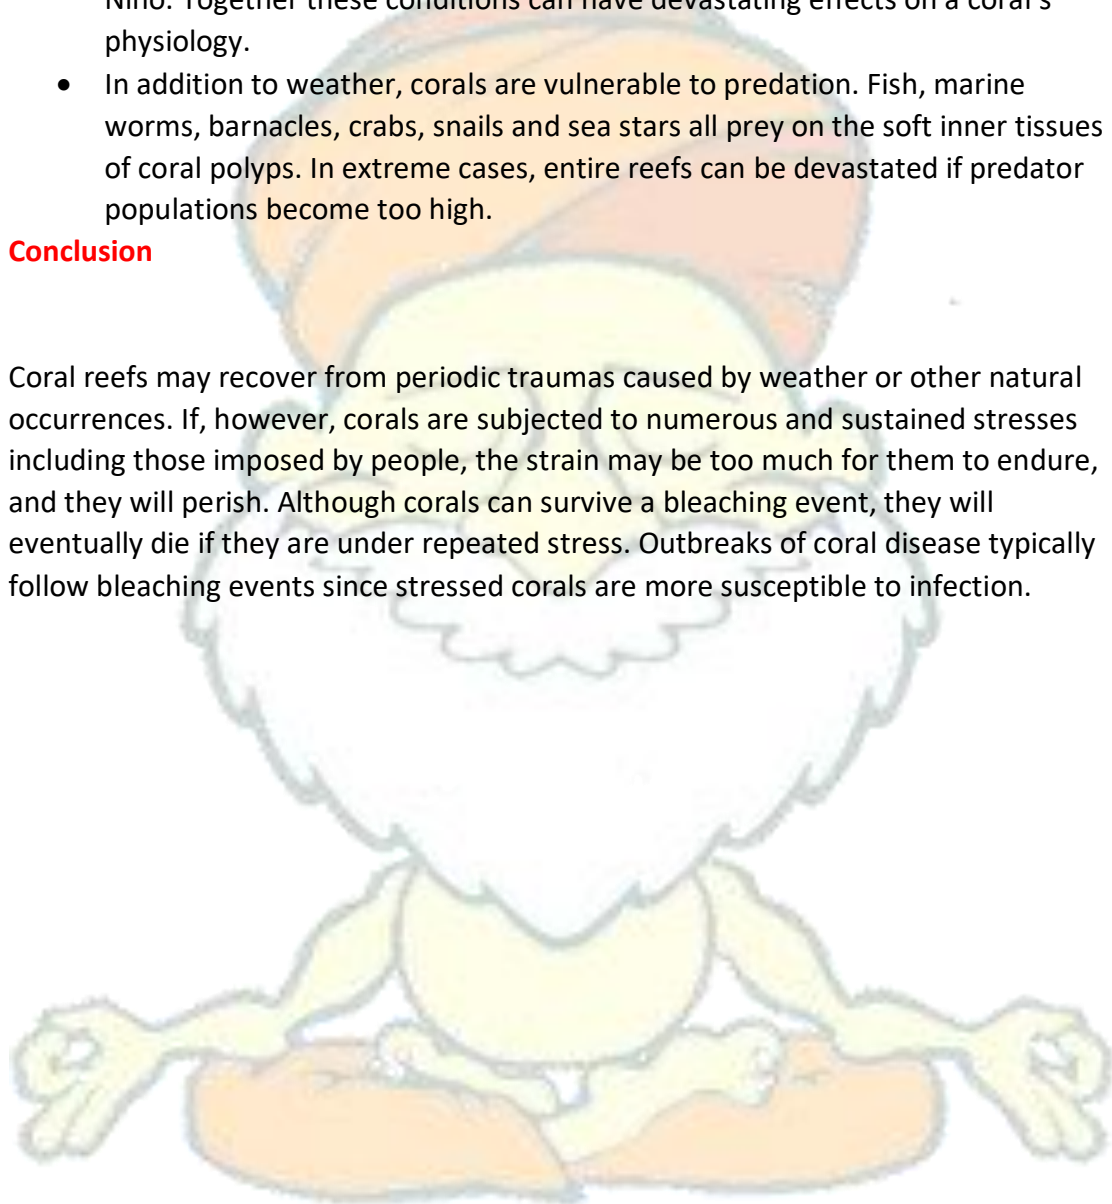 Nino. Together these conditions can have devastating effects on a coral's
physiology.
• In addition to weather, corals are vulnerable to predation. Fish, marine
worms, barnacles, crabs, snails and sea stars all prey on the soft inner tissues
of coral polyps. In extreme cases, entire reefs can be devastated if predator
populations become too high.
Conclusion
Coral reefs may recover from periodic traumas caused by weather or other natural
occurrences. If, however, corals are subjected to numerous and sustained stresses
including those imposed by people, the strain may be too much for them to endure,
and they will perish. Although corals can survive a bleaching event, they will
eventually die if they are under repeated stress. Outbreaks of coral disease typically
follow bleaching events since stressed corals are more susceptible to infection.